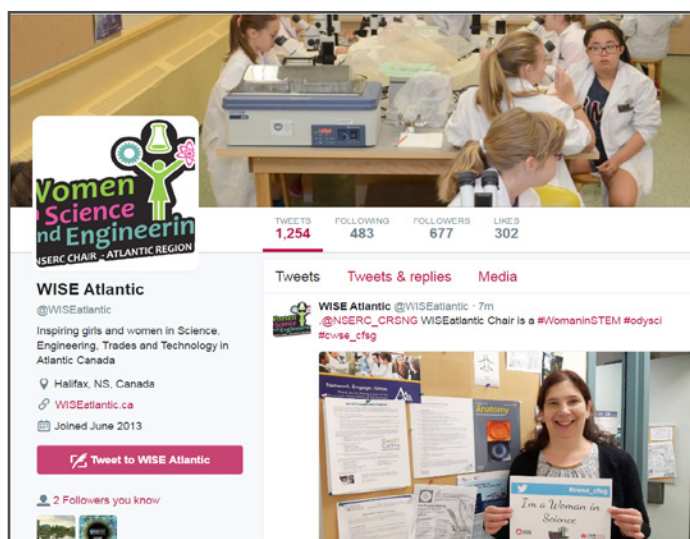 Women
n Science
nd Engineerin
NSERC CHAIR - ATLANTIC REGION
TWEETS FOLLOWING FOLLOWERS LIKES
1,254 483 677 302
Tweets Tweets & replies Media
WISE Atlantic
@WISEatlantic
Inspiring girls and women in Science,
Engineering, Trades and Technology in
Atlantic Canada
Halifax, NS, Canada
WISEatlantic.ca
Joined June 2013
Tweet to WISE Atlantic
2 Followers you know
WISE Atlantic @WISEatlantic · 7m
.@NSERC_CRSNG WISEatlantic Chair is a #WomaninSTEM #odysci
#cwse_cfsg
Network. Engage. Grow.
Anatomy
#cwse_cfsg
I'm a Woman in
Science